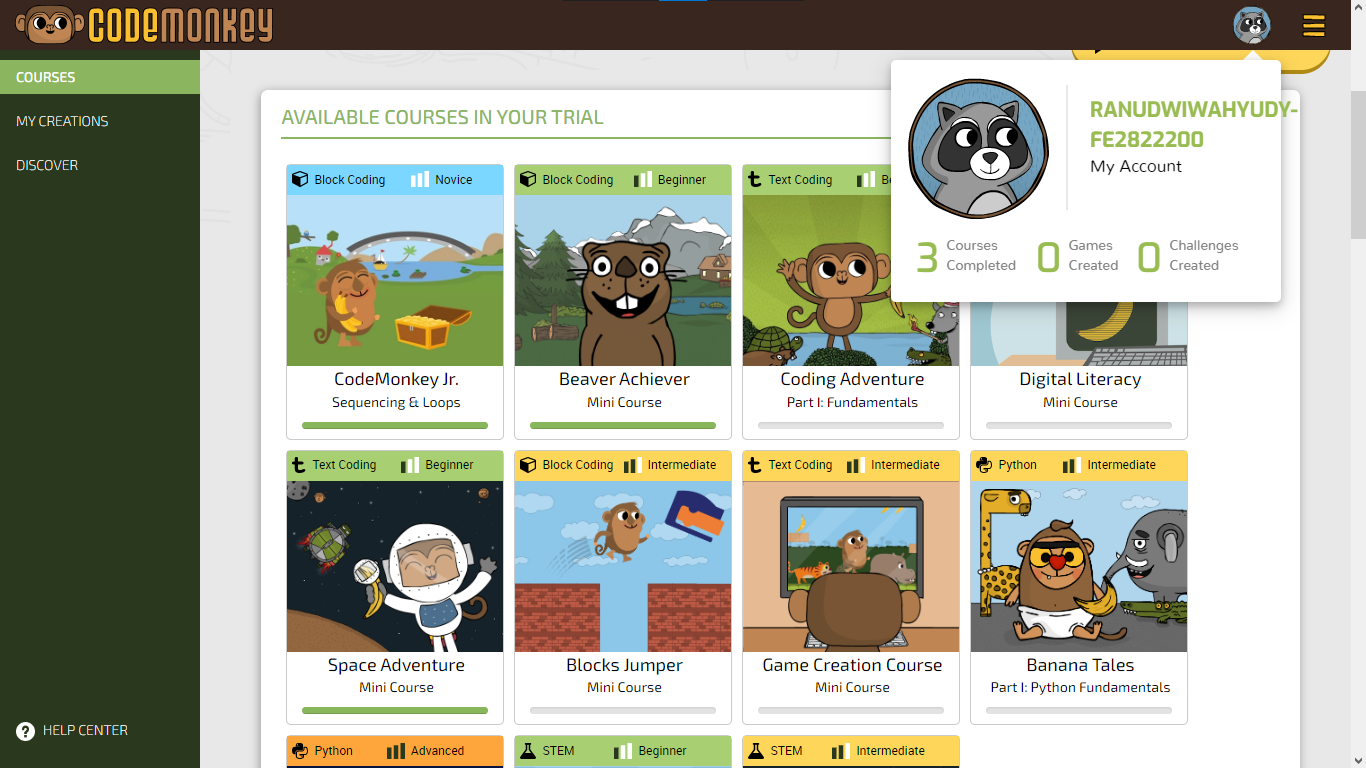 CODEMONKEY
COURSES
MY CREATIONS
DISCOVER
HELP CENTER
RANUDWIWAHYUDY-
FE2822200
My Account
3 Courses Completed
0 Games Created
0 Challenges Created
AVAILABLE COURSES IN YOUR TRIAL
Block Coding Novice
CodeMonkey Jr.
Sequencing & Loops
Block Coding Beginner
Beaver Achiever
Mini Course
Text Coding
Coding Adventure
Part I: Fundamentals
Digital Literacy
Mini Course
Text Coding Beginner
Space Adventure
Mini Course
Block Coding Intermediate
Blocks Jumper
Mini Course
Text Coding Intermediate
Game Creation Course
Mini Course
Python Intermediate
Banana Tales
Part I: Python Fundamentals
Python Advanced
STEM Beginner
STEM Intermediate